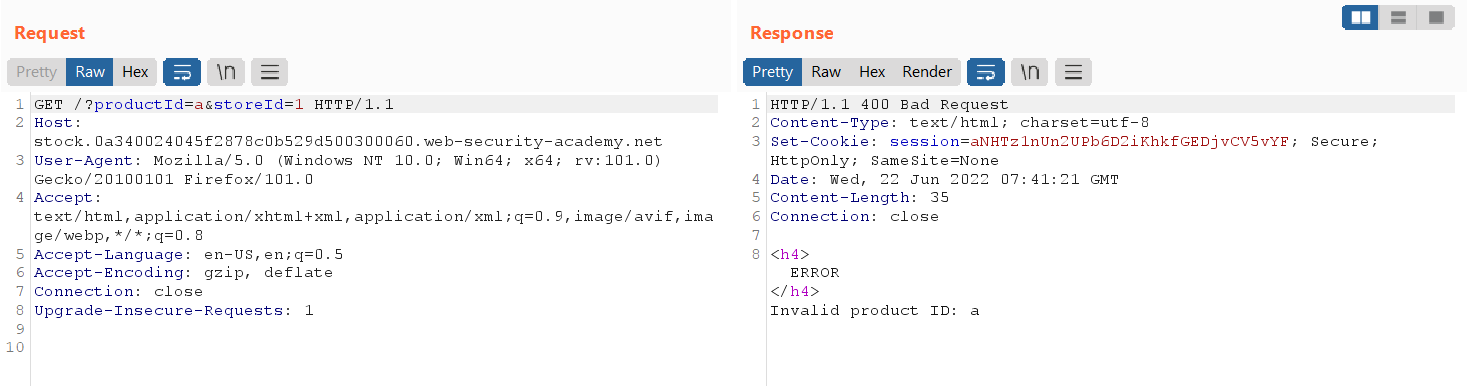 Request
Pretty Raw Hex \n
1 GET /?productId=a&storeId=1 HTTP/1.1
2 Host:
stock.0a340024045f2878c0b529d500300060.web-security-academy.net
3 User-Agent: Mozilla/5.0 (Windows NT 10.0; Win64; x64; rv:101.0)
Gecko/20100101 Firefox/101.0
4 Accept:
text/html,application/xhtml+xml,application/xml;q=0.9,image/avif,ima
ge/webp,*/*;q=0.8
5 Accept-Language: en-US,en;q=0.5
6 Accept-Encoding: gzip, deflate
7 Connection: close
8 Upgrade-Insecure-Requests: 1
9
10
Response
Pretty Raw Hex Render \n
1 HTTP/1.1 400 Bad Request
2 Content-Type: text/html; charset=utf-8
3 Set-Cookie: session=aNHTz1nUn2UPb6D2iKhkfGEDjvCV5vYF; Secure;
HttpOnly; SameSite=None
4 Date: Wed, 22 Jun 2022 07:41:21 GMT
5 Content-Length: 35
6 Connection: close
7
8 <h4>
ERROR
</h4>
Invalid product ID: a